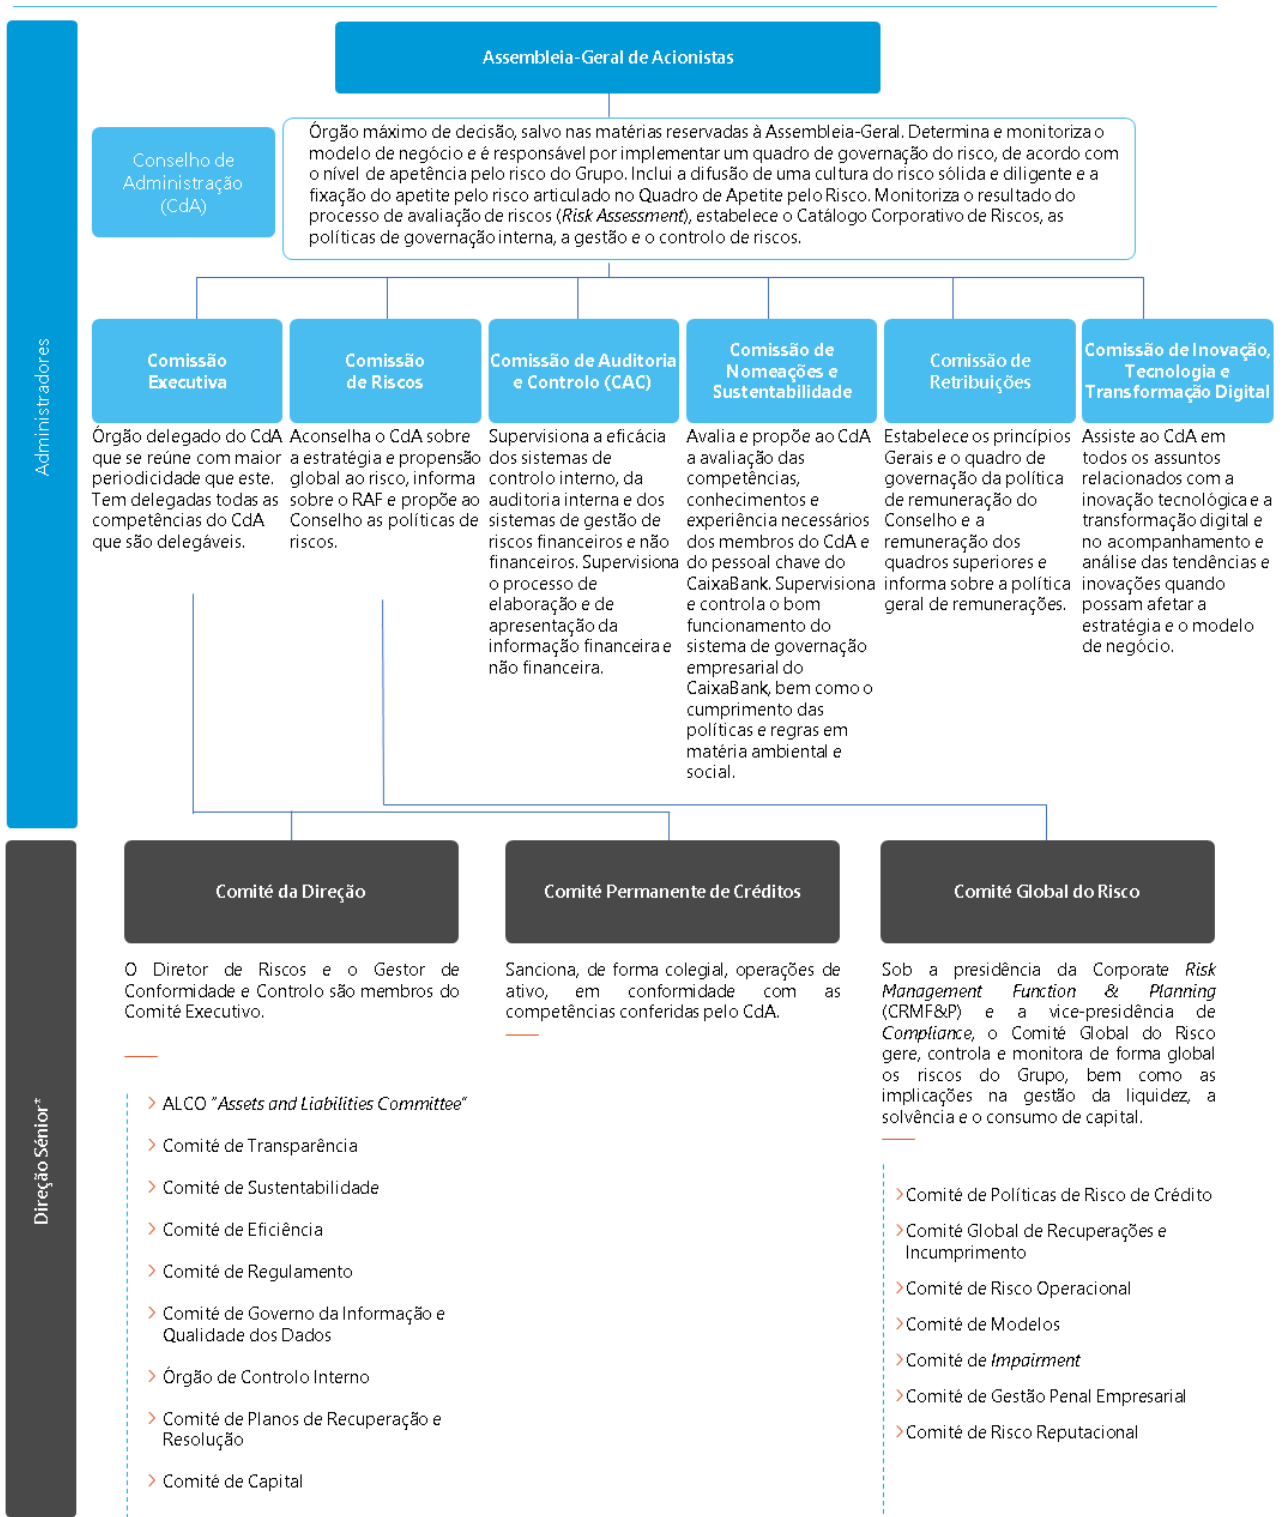 Assembleia-Geral de Acionistas
Administradores
Conselho de
Administração
(CdA)
Órgão máximo de decisão, salvo nas matérias reservadas à Assembleia-Geral. Determina e monitoriza o
modelo de negócio e é responsável por implementar um quadro de governação do risco, de acordo com
o nível de apetência pelo risco do Grupo. Inclui a difusão de uma cultura do risco sólida e diligente e a
fixação do apetite pelo risco articulado no Quadro de Apetite pelo Risco. Monitoriza o resultado do
processo de avaliação de riscos (Risk Assessment), estabelece o Catálogo Corporativo de Riscos, as
políticas de governação interna, a gestão e o controlo de riscos.
Comissão
Executiva
Órgão delegado do CdA
que se reúne com maior
periodicidade que este.
Tem delegadas todas as
competências do CdA
que são delegáveis.
Comissão
de Riscos
Aconselha o CdA sobre
a estratégia e propensão
global ao risco, informa
sobre o RAF e propõe ao
Conselho as políticas de
riscos.
Comissão de Auditoria
e Controlo (CAC)
Supervisiona a eficácia
dos sistemas de
controlo interno, da
auditoria interna e dos
sistemas de gestão de
riscos financeiros e não
financeiros. Supervisiona
o processo de
elaboração e de
apresentação da
informação financeira e
não financeira.
Comissão de
Nomeações e
Sustentabilidade
Avalia e propõe ao CdA
a avaliação das
competências,
conhecimentos e
experiência necessários
dos membros do CdA e
do pessoal chave do
CaixaBank. Supervisiona
e controla o bom
funcionamento do
sistema de governação
empresarial do
CaixaBank, bem como o
cumprimento das
políticas e regras em
matéria ambiental e
social.
Comissão de
Retribuições
Estabelece os princípios
Gerais e o quadro de
governação da política
de remuneração do
Conselho e a
remuneração dos
quadros superiores e
informa sobre a política
geral de remunerações.
Comissão de Inovação,
Tecnologia e
Transformação Digital
Assiste ao CdA em
todos os assuntos
relacionados com a
inovação tecnológica e a
transformação digital e
no acompanhamento e
análise das tendências e
inovações quando
possam afetar a
estratégia e o modelo
de negócio.
Direção Sénior*
Comité da Direção
O Diretor de Riscos e o Gestor de
Conformidade e Controlo são membros do
Comité Executivo.
> ALCO "Assets and Liabilities Committee"
> Comité de Transparência
> Comité de Sustentabilidade
> Comité de Eficiência
> Comité de Regulamento
> Comité de Governo da Informação e
Qualidade dos Dados
> Órgão de Controlo Interno
> Comité de Planos de Recuperação e
Resolução
> Comité de Capital
Comité Permanente de Créditos
Sanciona, de forma colegial, operações de
ativo, em conformidade com as
competências conferidas pelo CdA.
Comité Global do Risco
Sob a presidência da Corporate Risk
Management Function & Planning
(CRMF&P) e a vice-presidência de
Compliance, o Comité Global do Risco
gere, controla e monitora de forma global
os riscos do Grupo, bem como as
implicações na gestão da liquidez, a
solvência e o consumo de capital.
>Comité de Políticas de Risco de Crédito
>Comité Global de Recuperações e
Incumprimento
>Comité de Risco Operacional
>Comité de Modelos
>Comité de Impairment
>Comité de Gestão Penal Empresarial
>Comité de Risco Reputacional